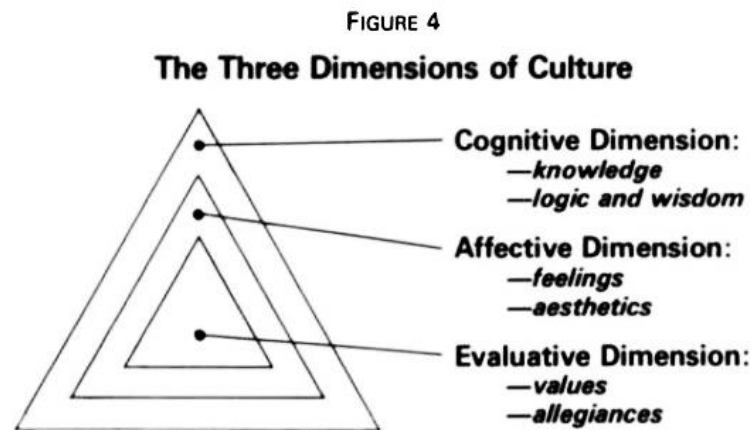 FIGURE 4
The Three Dimensions of Culture
Cognitive Dimension:
—knowledge
—logic and wisdom
Affective Dimension:
—feelings
—aesthetics
Evaluative Dimension:
—values
—allegiances